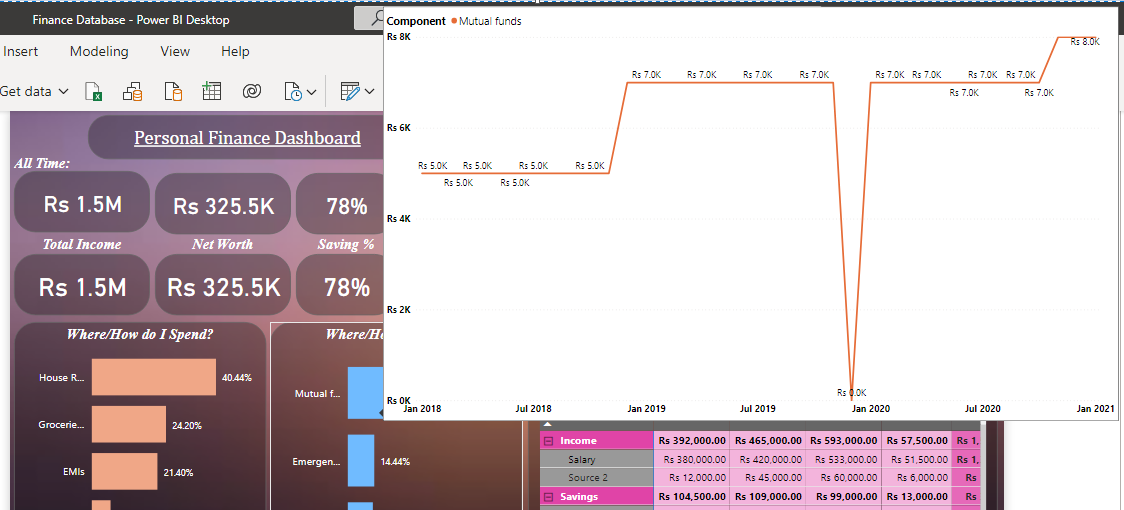 Finance Database - Power BI Desktop
Insert Modeling View Help
Get data
Personal Finance Dashboard
All Time:
Rs 1.5M Rs 325.5K 78%
Total Income Net Worth Saving %
Rs 1.5M Rs 325.5K 78%
Where/How do I Spend?
House R... 40.44%
Grocerie... 24.20%
EMIs 21.40%
Where/Ho
Mutual f...
Emergen... 14.44%
Component Mutual funds
Rs 8K
Rs 8.0K
Rs 7.0K Rs 7.0K Rs 7.0K Rs 7.0K Rs 7.0K Rs 7.0K Rs 7.0K Rs 7.0K
Rs 7.0K Rs 7.0K
Rs 6K
Rs 5.0K Rs 5.0K Rs 5.0K Rs 5.0K
Rs 5.0K Rs 5.0K
Rs 4K
Rs 2K
Rs 0.0K
Rs 0K
Jan 2018 Jul 2018 Jan 2019 Jul 2019 Jan 2020 Jul 2020 Jan 2021
Income Rs 392,000.00 Rs 465,000.00 Rs 593,000.00 Rs 57,500.00 Rs 1,
Salary Rs 380,000.00 Rs 420,000.00 Rs 533,000.00 Rs 51,500.00 Rs 1,
Source 2 Rs 12,000.00 Rs 45,000.00 Rs 60,000.00 Rs 6,000.00 Rs
Savings Rs 104,500.00 Rs 109,000.00 Rs 99,000.00 Rs 13,000.00 Rs